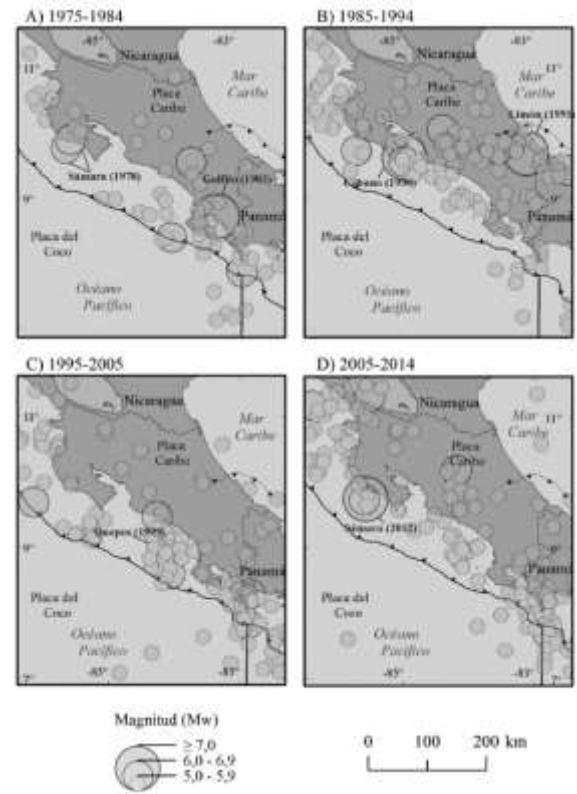 A) 1975-1984
-85°
-83°
Nicaragua
11°
Mar
Caribe
Placa
Caribe
Sámara (1978)
Golfito (1983)
9°
Panamá
Placa del
Coco
Océano
Pacífico
B) 1985-1994
-85°
-83°
Nicaragua
11°
Mar
Caribe
Placa
Caribe
Limón (1991)
Cóbano (1990)
9°
Panamá
Placa del
Coco
Océano
Pacífico
C) 1995-2005
Nicaragua
11°
Mar
Caribe
Placa
Caribe
Quepos (1999)
9°
Panamá
Placa del
Coco
Océano
Pacífico
7°
-85°
-83°
D) 2005-2014
Nicaragua
Mar 11°
Caribe
Placa
Caribe
Sámara (2012)
9°
Panamá
Placa del
Coco
Océano
Pacífico
-85°
-83°
7°
Magnitud (Mw)
≥ 7,0
6,0 - 6,9
5,0 - 5,9
0 100 200 km